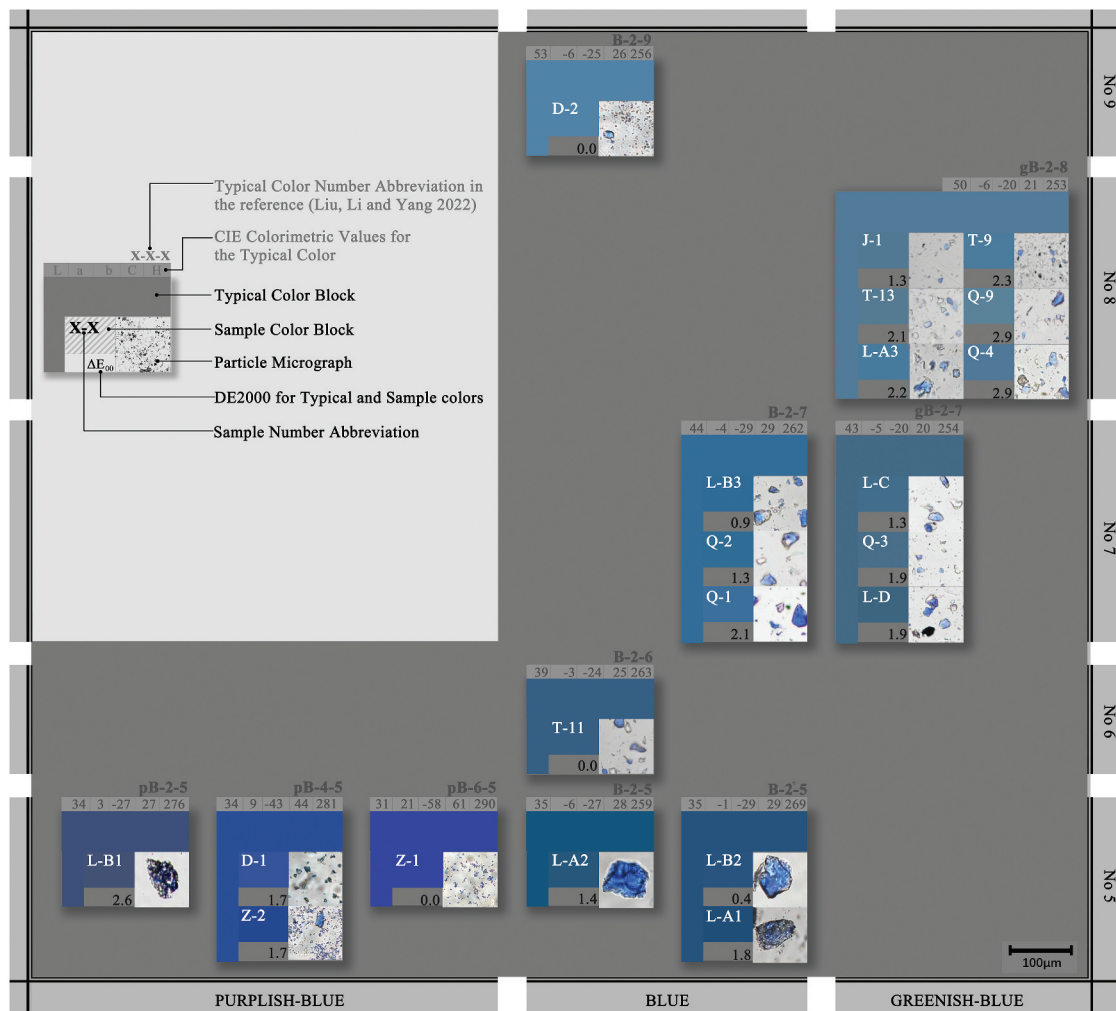 B-2-9
53 -6 -25 26 256
D-2
0.0
No 9
Typical Color Number Abbreviation in
the reference (Liu, Li and Yang 2022)
X-X-X
CIE Colorimetric Values for
the Typical Color
L a b C H
Typical Color Block
X-X
Sample Color Block
Particle Micrograph
ΔE00
DE2000 for Typical and Sample colors
Sample Number Abbreviation
gB-2-8
50 -6 -20 21 253
J-1
1.3
T-9
2.3
T-13
2.1
Q-9
2.9
L-A3
2.2
Q-4
2.9
No 8
B-2-7
44 -4 -29 29 262
L-B3
0.9
Q-2
1.3
Q-1
2.1
gB-2-7
43 -5 -20 20 254
L-C
1.3
Q-3
1.9
L-D
1.9
No 7
B-2-6
39 -3 -24 25 263
T-11
0.0
No 6
pB-2-5
34 3 -27 27 276
L-B1
2.6
pB-4-5
34 9 -43 44 281
D-1
1.7
Z-2
1.7
pB-6-5
31 21 -58 61 290
Z-1
0.0
B-2-5
35 -6 -27 28 259
L-A2
1.4
B-2-5
35 -1 -29 29 269
L-B2
0.4
L-A1
1.8
No 5
100μm
PURPLISH-BLUE
BLUE
GREENISH-BLUE